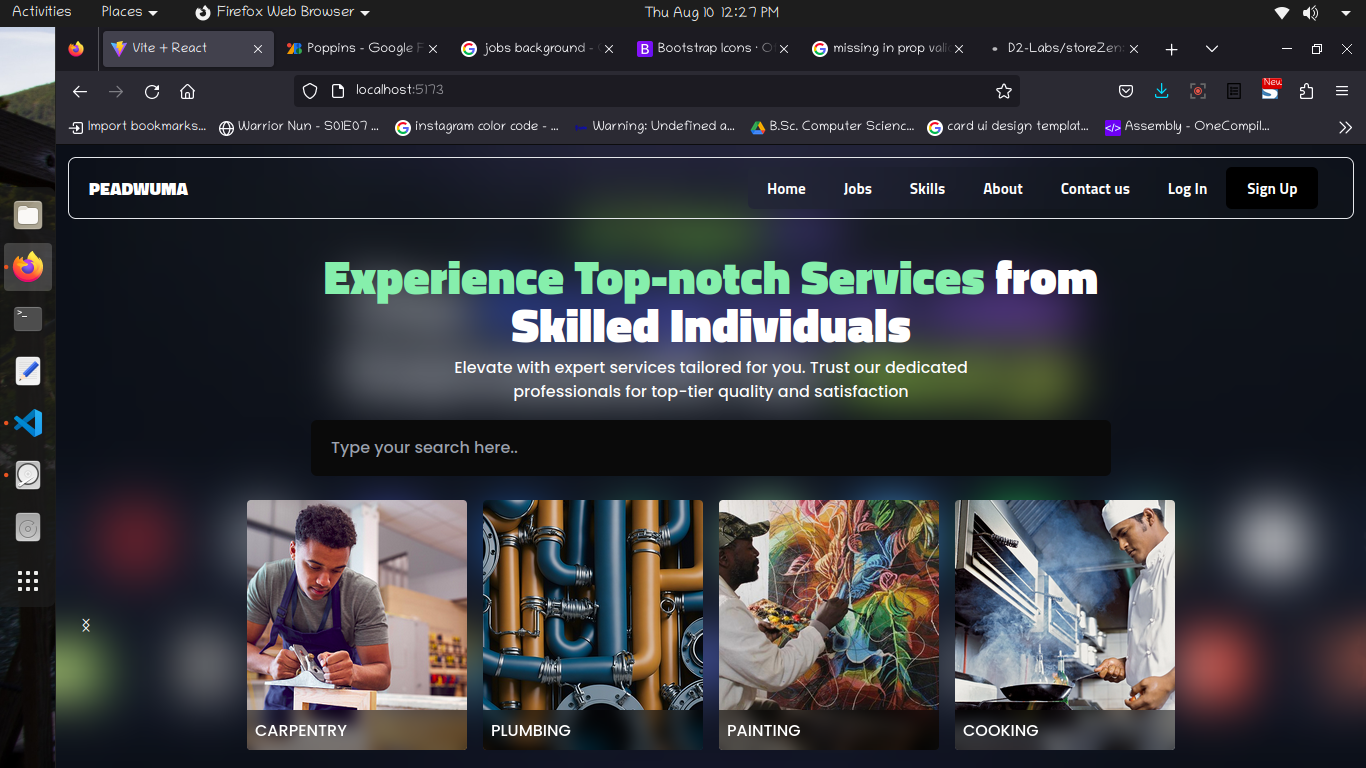 Activities Places Firefox Web Browser Thu Aug 10 12:27 PM
Vite + React Poppins - Google F jobs background - Bootstrap Icons · O missing in prop vali D2-Labs/storeZen
localhost:5173 New
Import bookmarks... Warrior Nun - S01E07 ... instagram color code - ... Warning: Undefined a... B.Sc. Computer Scienc... card ui design templat... Assembly - OneCompil...
PEADWUMA Home Jobs Skills About Contact us Log In Sign Up
Experience Top-notch Services from
Skilled Individuals
Elevate with expert services tailored for you. Trust our dedicated
professionals for top-tier quality and satisfaction
Type your search here..
CARPENTRY PLUMBING PAINTING COOKING